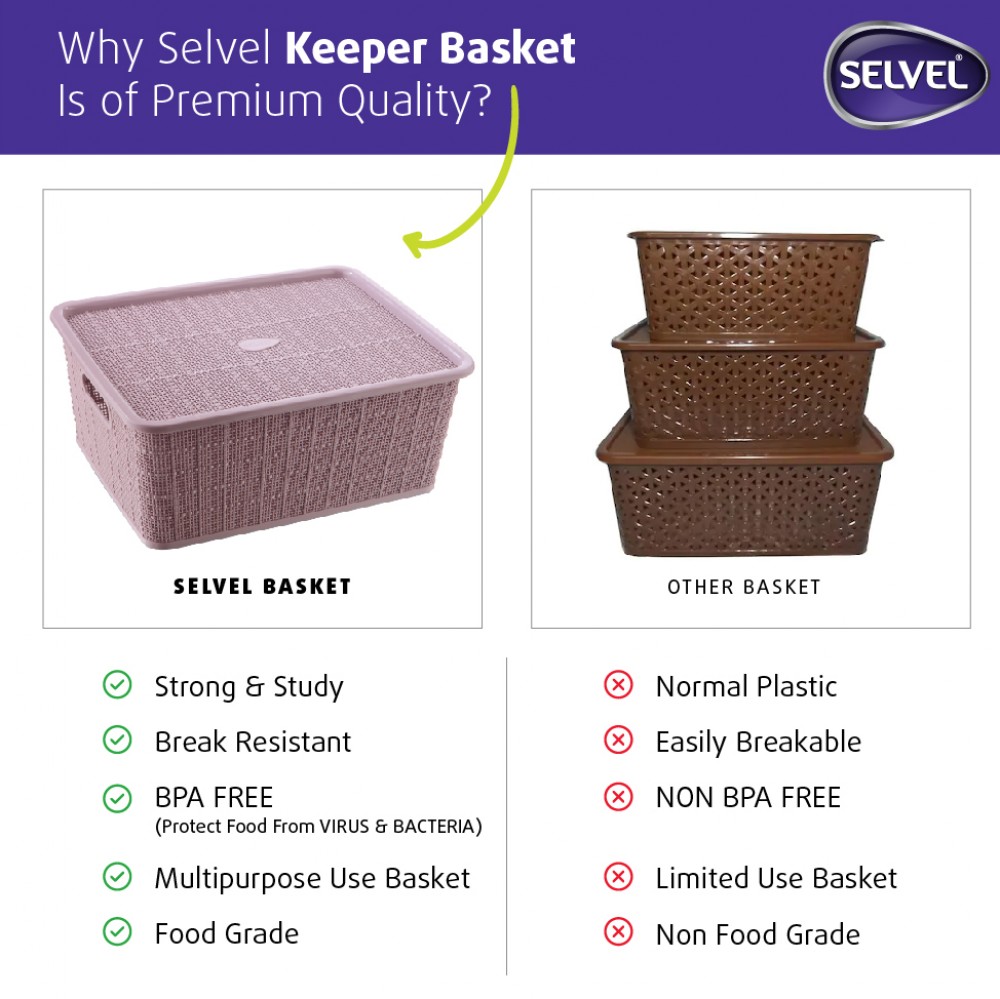 Why Selvel Keeper Basket
Is of Premium Quality?
SELVEL®
SELVEL BASKET
Strong & Study
Break Resistant
BPA FREE
(Protect Food From VIRUS & BACTERIA)
Multipurpose Use Basket
Food Grade
OTHER BASKET
Normal Plastic
Easily Breakable
NON BPA FREE
Limited Use Basket
Non Food Grade